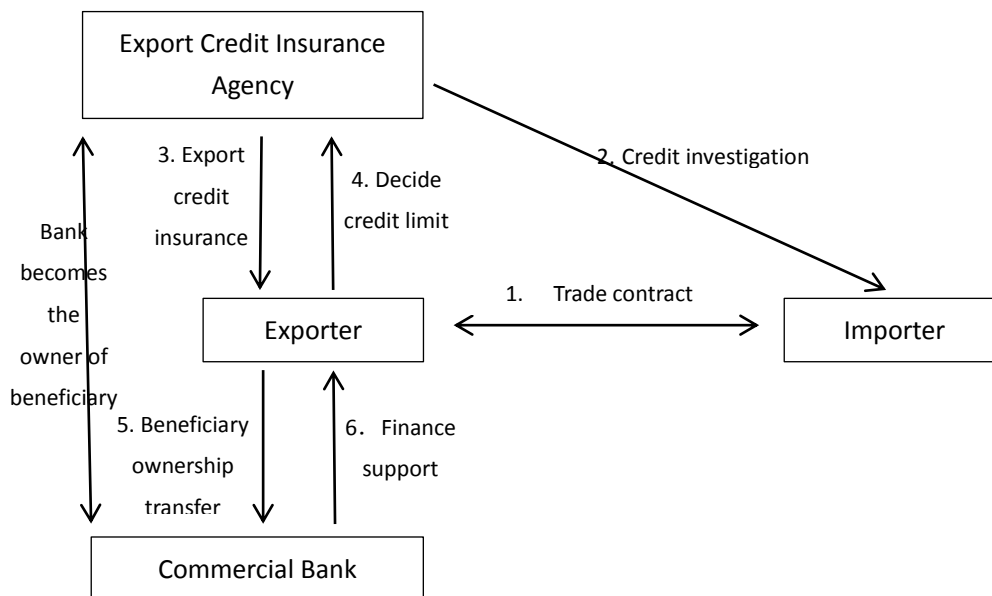 Export Credit Insurance
Agency
3. Export
credit
insurance
4. Decide
credit limit
2. Credit investigation
Bank
becomes
the
owner of
beneficiary
1. Trade contract
Exporter
Importer
5. Beneficiary
ownership
transfer
6. Finance
support
Commercial Bank